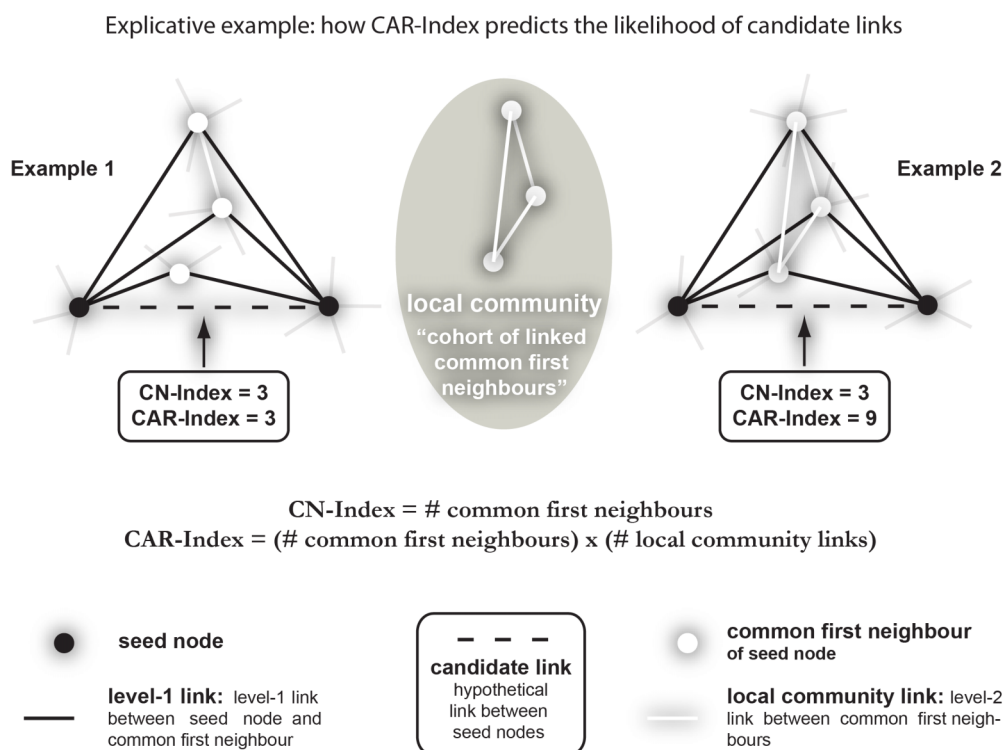 Explicative example: how CAR-Index predicts the likelihood of candidate links
Example 1
Example 2
local community
“cohort of linked
common first
neighbours”
CN-Index = 3
CAR-Index = 3
CN-Index = 3
CAR-Index = 9
CN-Index = # common first neighbours
CAR-Index = (# common first neighbours) x (# local community links)
seed node
level-1 link: level-1 link
between seed node and
common first neighbour
candidate link
hypothetical
link between
seed nodes
common first neighbour
of seed node
local community link: level-2
link between common first neigh-
bours